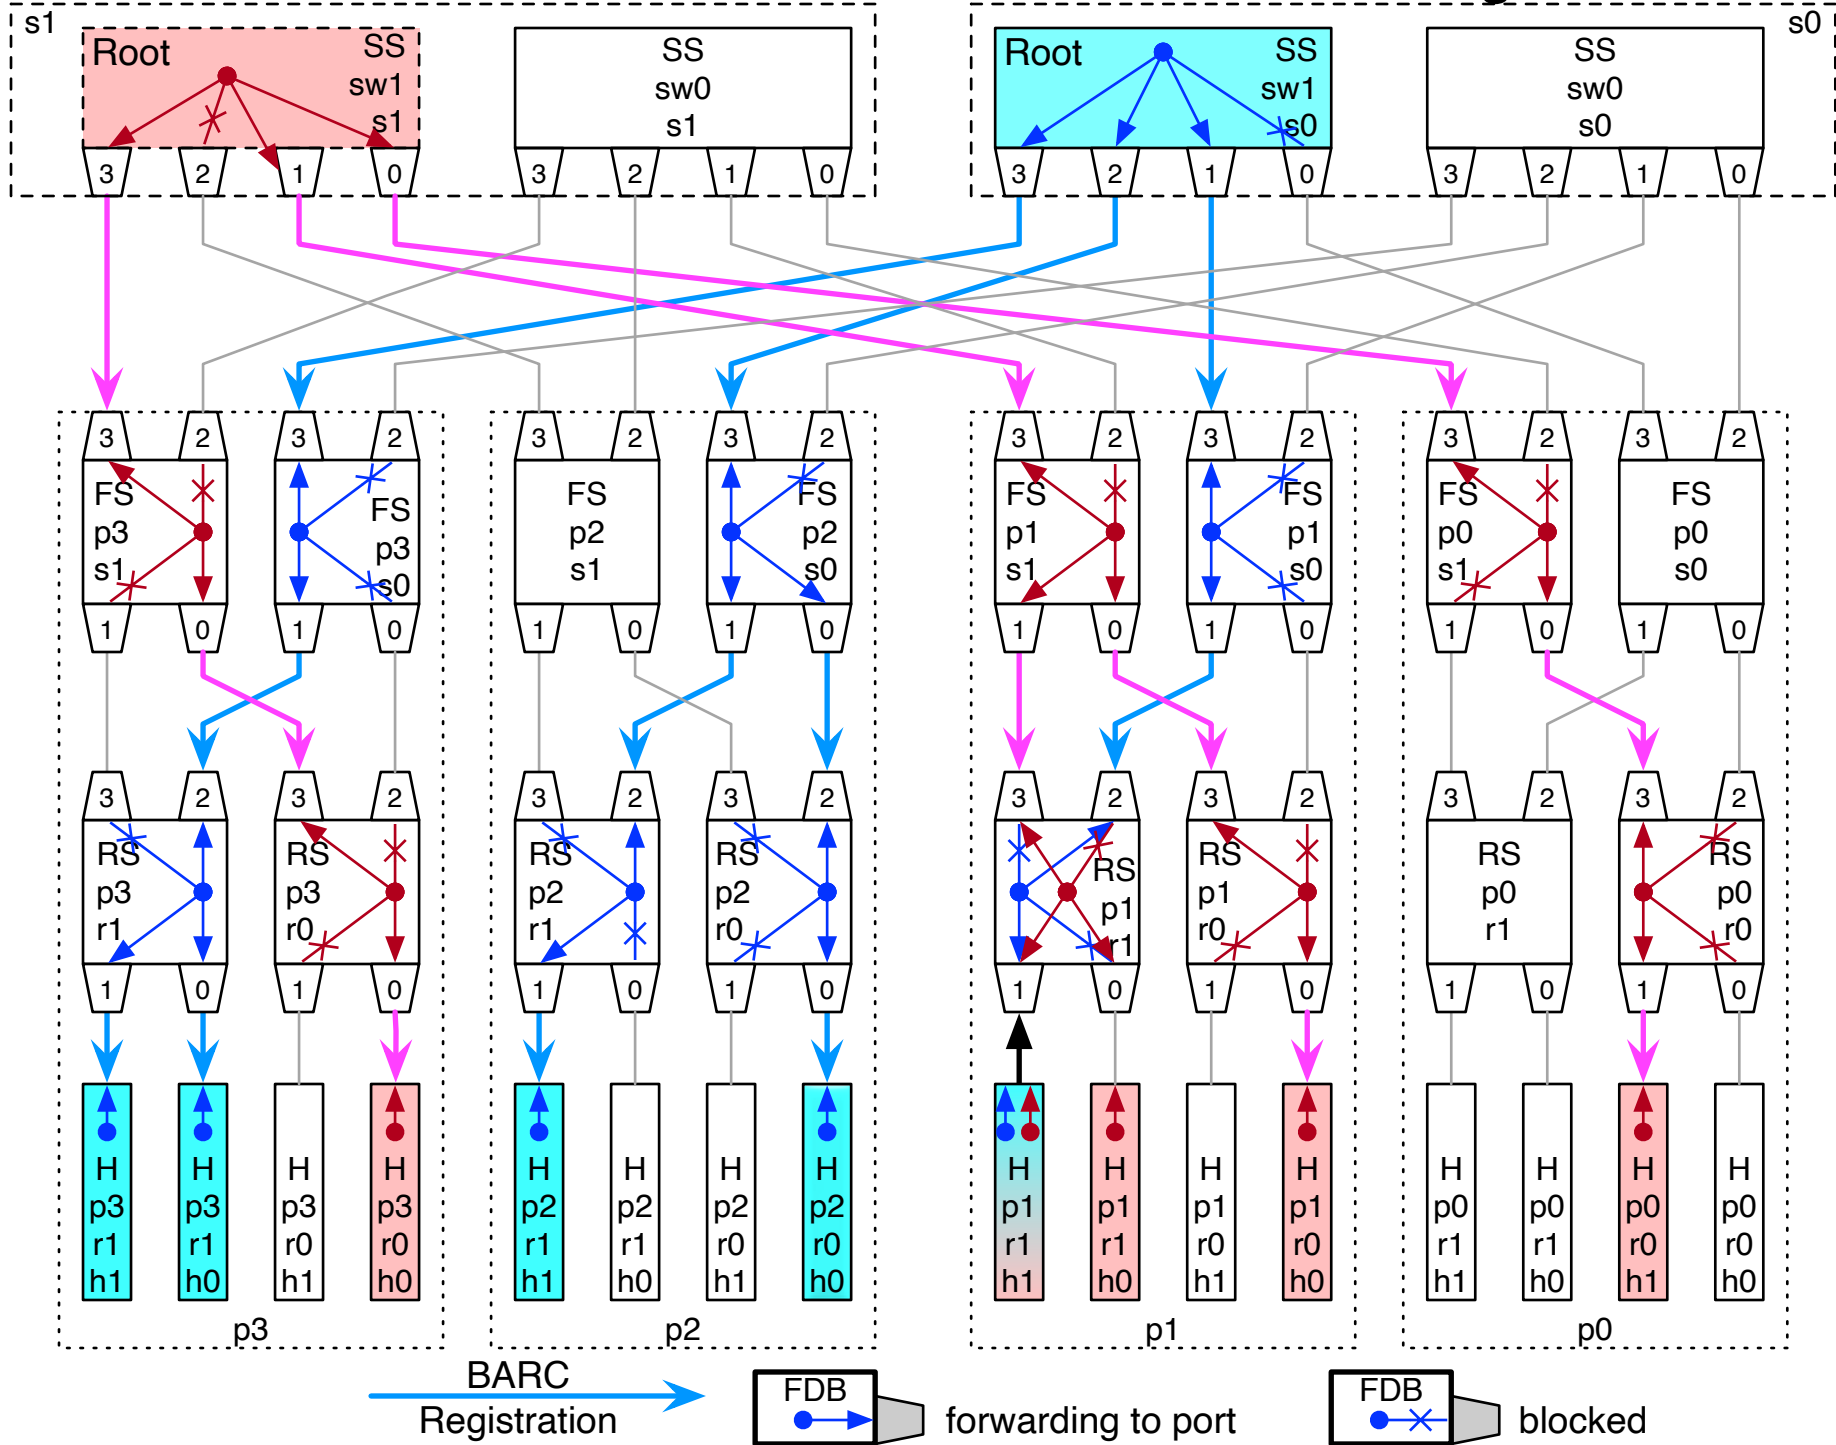 s1
s0
Root
SS
sw1
s1
SS
sw0
s1
Root
SS
sw1
s0
SS
sw0
s0
3 2 1 0
3 2 1 0
3 2 1 0
3 2 1 0
3 2 3 2
3 2 3 2
3 2 3 2
3 2 3 2
FS
p3
s1
FS
p3
s0
FS
p2
s1
FS
p2
s0
FS
p1
s1
FS
p1
s0
FS
p0
s1
FS
p0
s0
1 0 1 0
1 0 1 0
1 0 1 0
1 0 1 0
3 2 3 2
3 2 3 2
3 2 3 2
3 2 3 2
RS
p3
r1
RS
p3
r0
RS
p2
r1
RS
p2
r0
RS
p1
r1
RS
p1
r0
RS
p0
r1
RS
p0
r0
1 0 1 0
1 0 1 0
1 0 1 0
1 0 1 0
H
p3
r1
h1
H
p3
r1
h0
H
p3
r0
h1
H
p3
r0
h0
H
p2
r1
h1
H
p2
r1
h0
H
p2
r0
h1
H
p2
r0
h0
H
p1
r1
h1
H
p1
r1
h0
H
p1
r0
h1
H
p1
r0
h0
H
p0
r1
h1
H
p0
r1
h0
H
p0
r0
h1
H
p0
r0
h0
p3
p2
p1
p0
BARC
Registration
FDB
forwarding to port
FDB
blocked